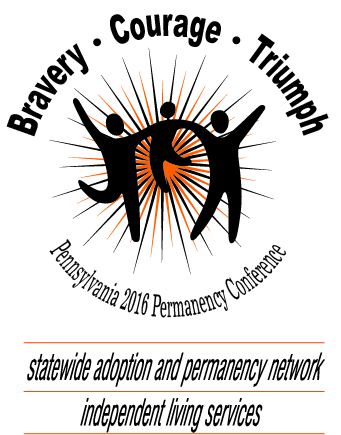 Bravery · Courage · Triumph
Pennsylvania 2016 Permanency Conference
statewide adoption and permanency network
independent living services